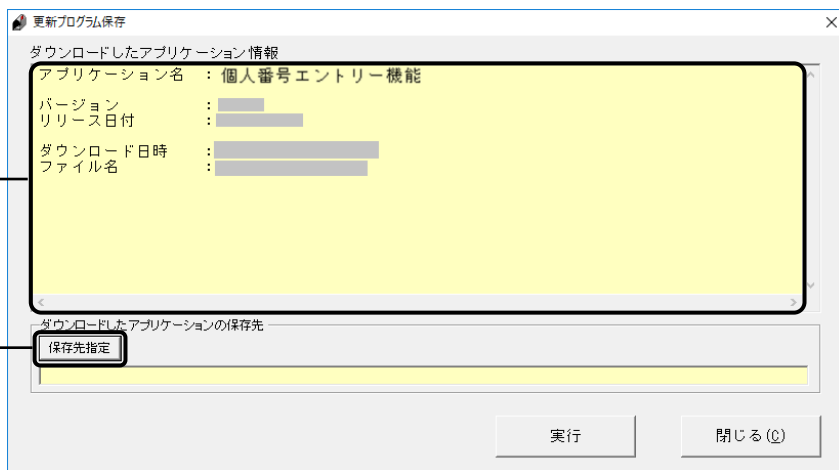 更新プログラム保存
ダウンロードしたアプリケーション情報
アプリケーション名 : 個人番号エントリー機能
バージョン :
リリース日付 :
ダウンロード日時 :
ファイル名 :
ダウンロードしたアプリケーションの保存先
保存先指定
実行
閉じる(C)